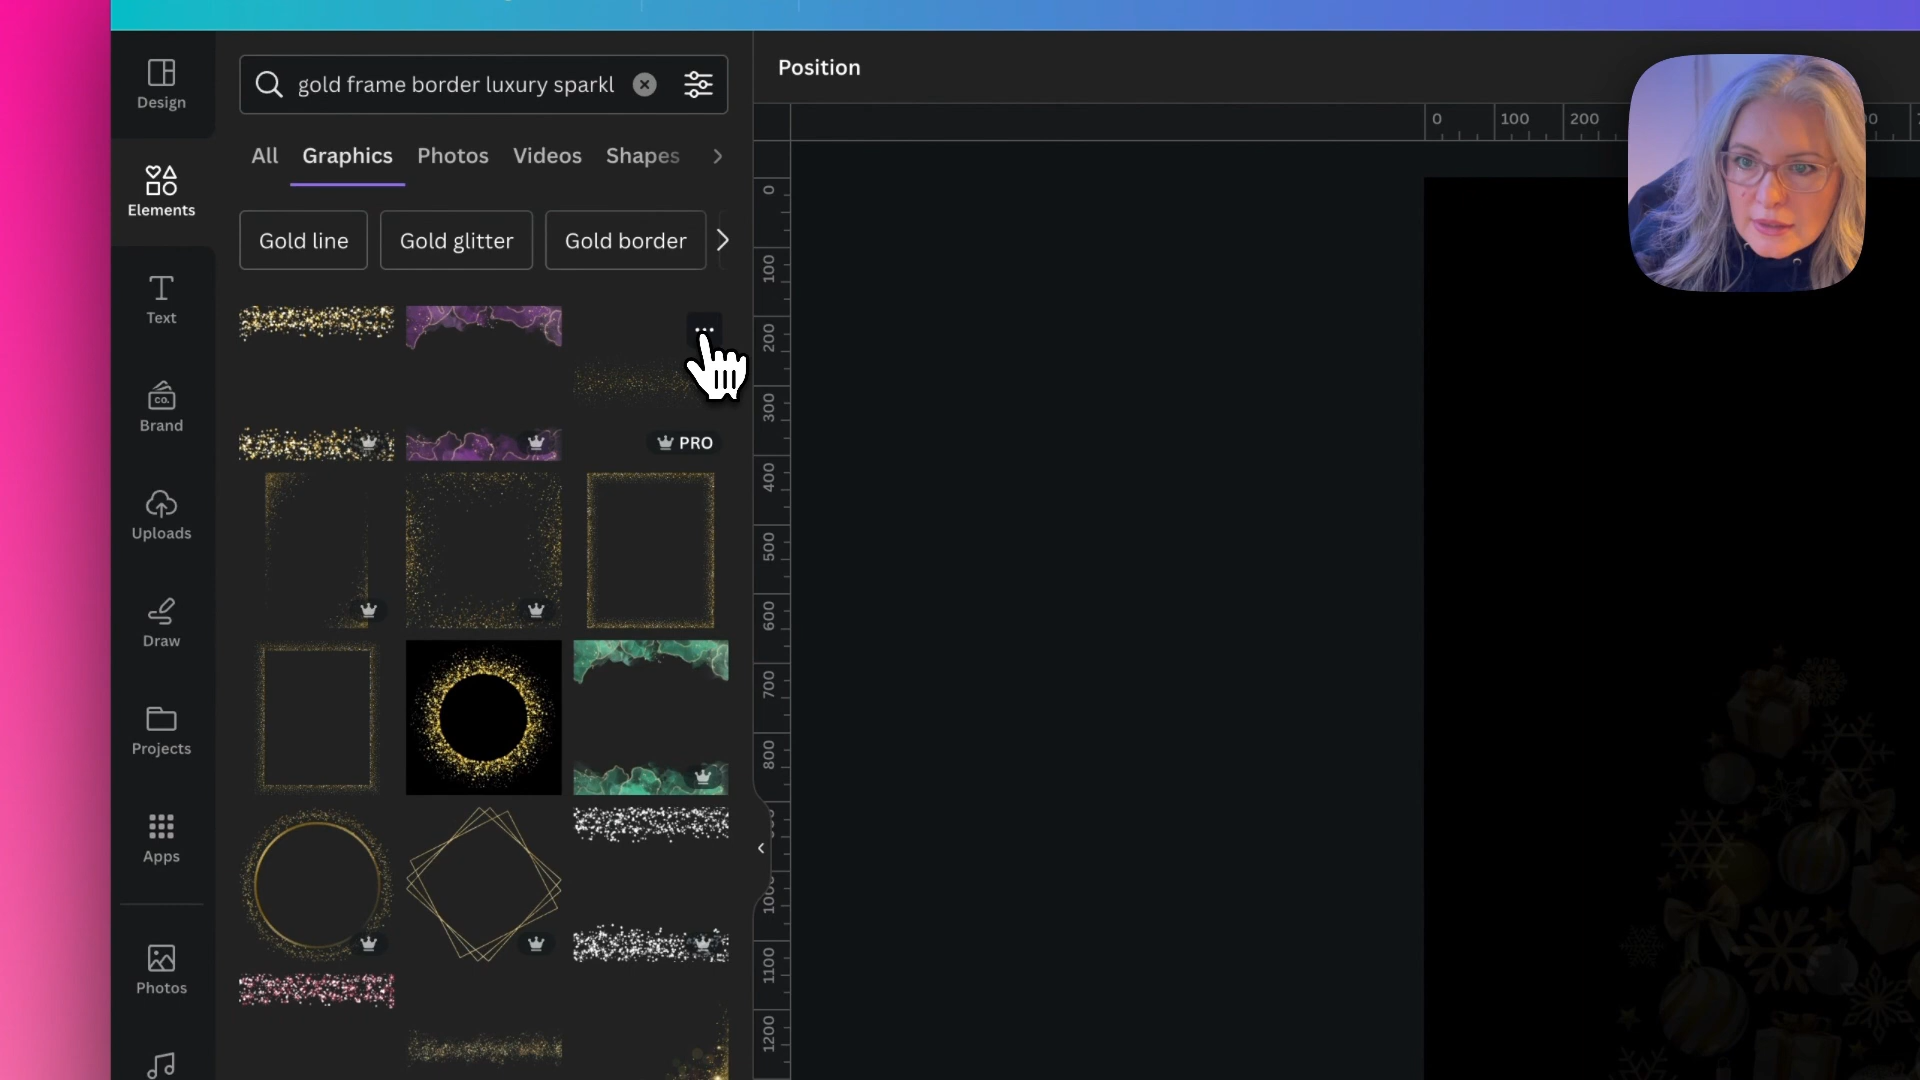 Design
Elements
Text
co.
Brand
Uploads
Draw
Projects
Apps
Photos
gold frame border luxury sparkl
All Graphics Photos Videos Shapes
Gold line Gold glitter Gold border
PRO
Position
0 100 200
0
100
200
300
400
500
600
700
800
1000
1100
1200